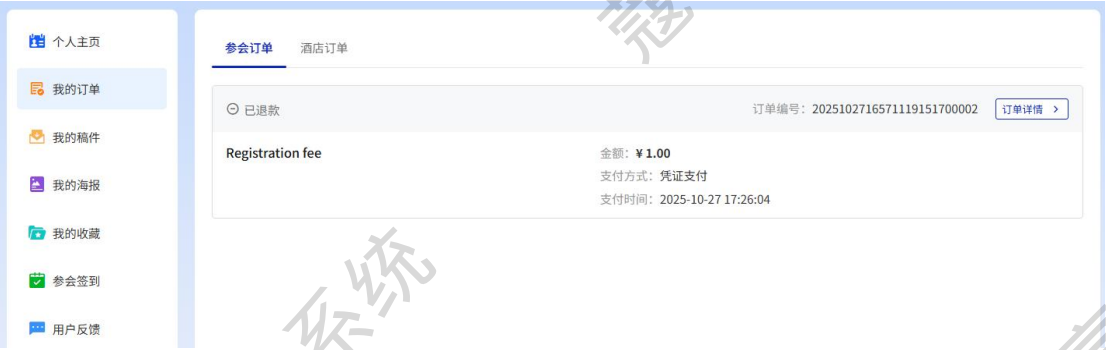 个人主页
我的订单
我的稿件
我的海报
我的收藏
参会签到
用户反馈
参会订单 酒店订单
已退款 订单编号：2025102716571119151700002 订单详情
Registration fee 金额：¥ 1.00
支付方式：凭证支付
支付时间：2025-10-27 17:26:04
系统